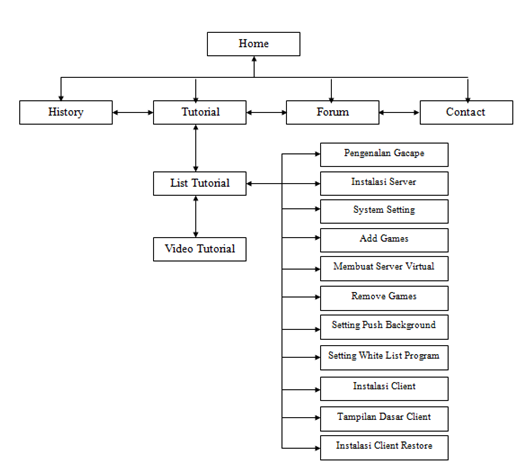 Home
History
Tutorial
Forum
Contact
List Tutorial
Video Tutorial
Pengenalan Gacape
Instalasi Server
System Setting
Add Games
Membuat Server Virtual
Remove Games
Setting Push Background
Setting White List Program
Instalasi Client
Tampilan Dasar Client
Instalasi Client Restore